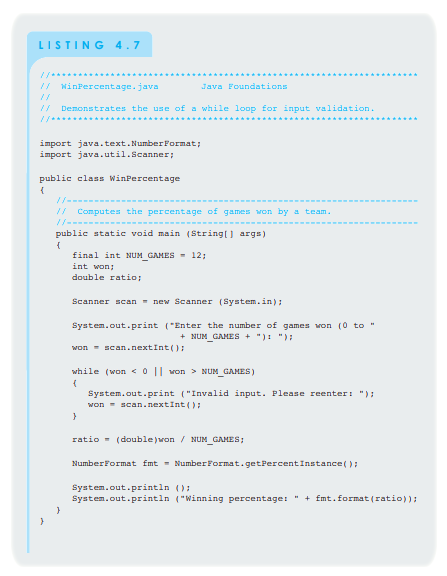 LISTING 4.7
//********************************************************************
//  WinPercentage.java       Java Foundations
//
//  Demonstrates the use of a while loop for input validation.
//********************************************************************
import java.text.NumberFormat;
import java.util.Scanner;
public class WinPercentage
{
   //-----------------------------------------------------------------
   //  Computes the percentage of games won by a team.
   //-----------------------------------------------------------------
   public static void main (String[] args)
   {
      final int NUM_GAMES = 12;
      int won;
      double ratio;
      Scanner scan = new Scanner (System.in);
      System.out.print ("Enter the number of games won (0 to "
                         + NUM_GAMES + "): ");
      won = scan.nextInt();
      while (won < 0 || won > NUM_GAMES)
      {
         System.out.print ("Invalid input. Please reenter: ");
         won = scan.nextInt();
      }
      ratio = (double)won / NUM_GAMES;
      NumberFormat fmt = NumberFormat.getPercentInstance();
      System.out.println ();
      System.out.println ("Winning percentage: " + fmt.format(ratio));
   }
}